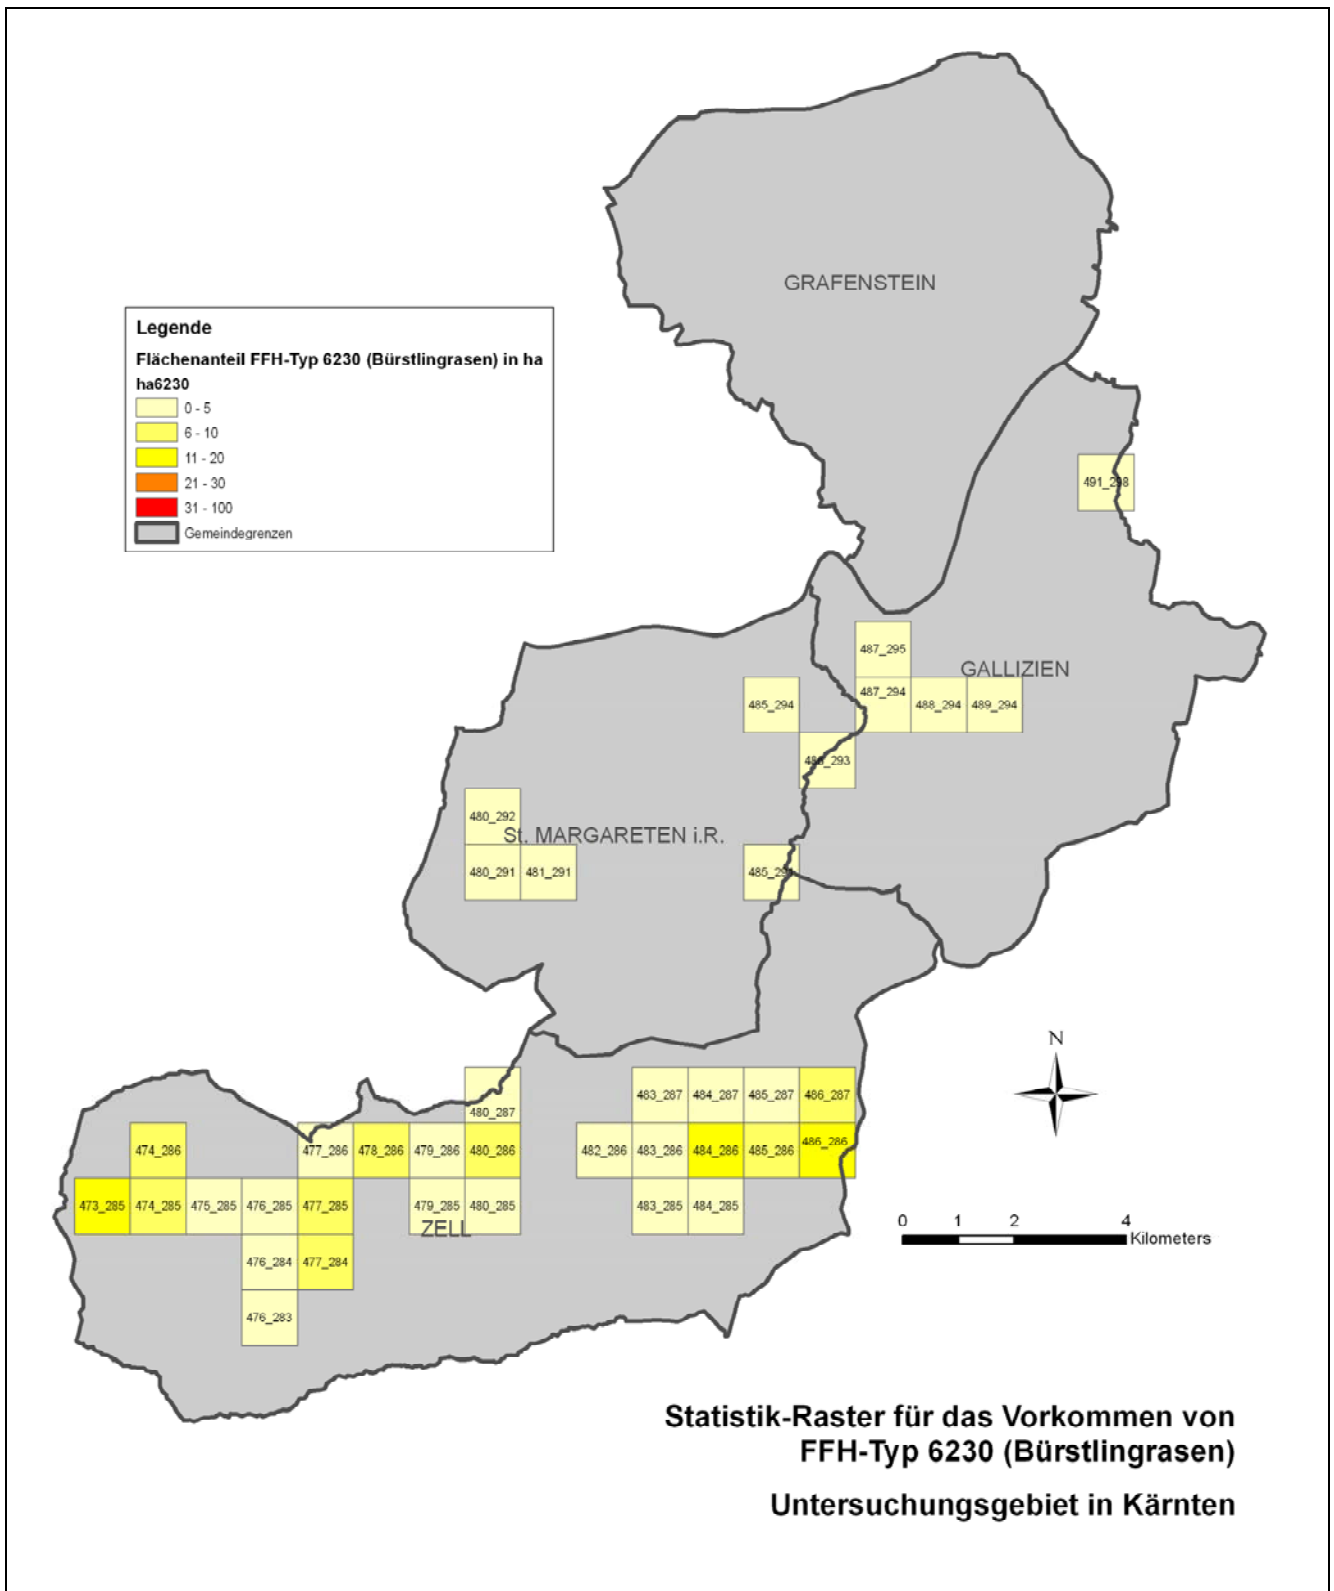 GRAFENSTEIN
Legende
Flächenanteil FFH-Typ 6230 (Bürstlingrasen) in ha
ha6230
0 - 5
6 - 10
11 - 20
21 - 30
31 - 100
Gemeindegrenzen
491_298
487_295
GALLIZIEN
485_294
487_294
488_294
489_294
486_293
480_292
St. MARGARETEN i.R.
480_291
481_291
485_291
N
480_287
483_287
484_287
485_287
486_287
474_286
477_286
478_286
479_286
480_286
482_286
483_286
484_286
485_286
486_286
473_285
474_285
475_285
476_285
477_285
479_285
480_285
483_285
484_285
ZELL
0 1 2 4
Kilometers
476_284
477_284
476_283
Statistik-Raster für das Vorkommen von
FFH-Typ 6230 (Bürstlingrasen)
Untersuchungsgebiet in Kärnten